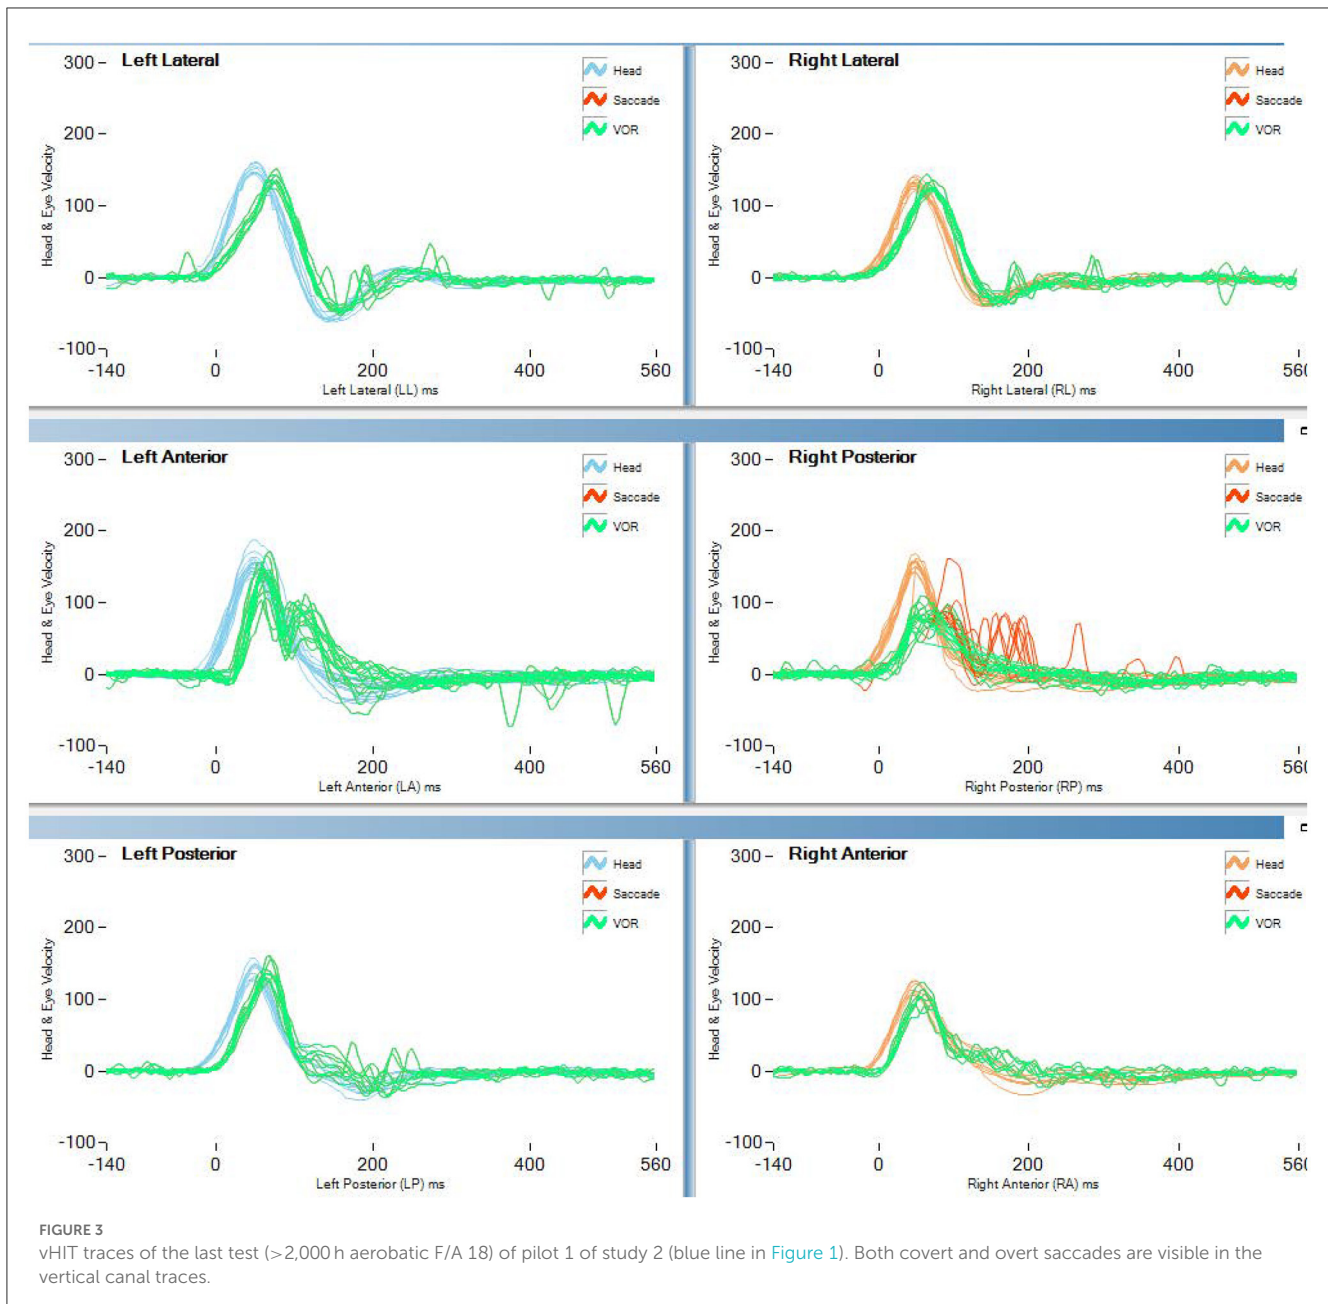 Left Lateral
300
200
100
0
-100
Head & Eye Velocity
Head
Saccade
VOR
-140 0 200 400 560
Left Lateral (LL) ms
Right Lateral
300
200
100
0
-100
Head & Eye Velocity
Head
Saccade
VOR
-140 0 200 400 560
Right Lateral (RL) ms
Left Anterior
300
200
100
0
-100
Head & Eye Velocity
Head
Saccade
VOR
-140 0 200 400 560
Left Anterior (LA) ms
Right Posterior
300
200
100
0
-100
Head & Eye Velocity
Head
Saccade
VOR
-140 0 200 400 560
Right Posterior (RP) ms
Left Posterior
300
200
100
0
-100
Head & Eye Velocity
Head
Saccade
VOR
-140 0 200 400 560
Left Posterior (LP) ms
Right Anterior
300
200
100
0
-100
Head & Eye Velocity
Head
Saccade
VOR
-140 0 200 400 560
Right Anterior (RA) ms
FIGURE 3
vHIT traces of the last test (>2,000 h aerobatic F/A 18) of pilot 1 of study 2 (blue line in Figure 1). Both covert and overt saccades are visible in the
vertical canal traces.